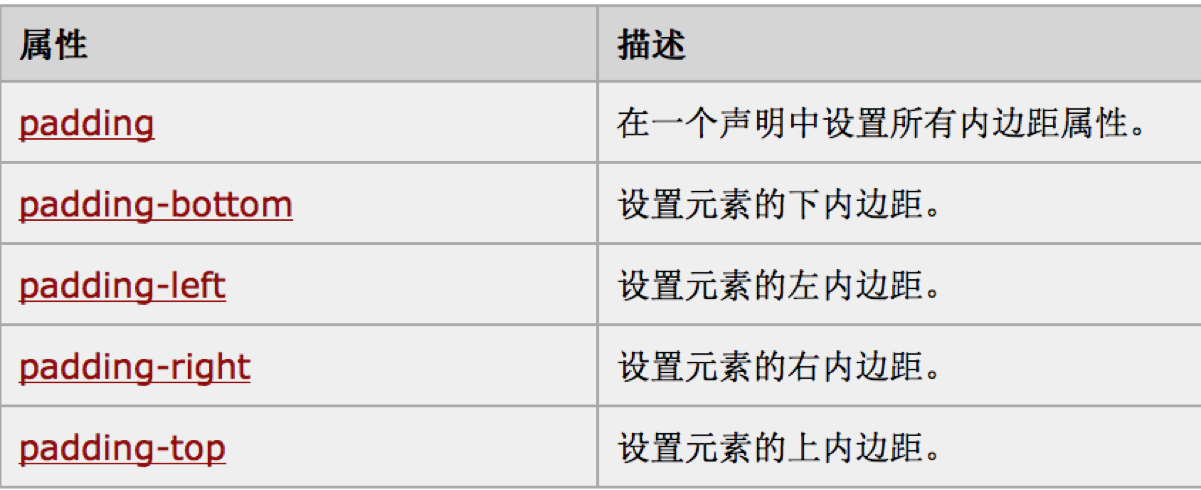 属性 描述
padding 在一个声明中设置所有内边距属性。
padding-bottom 设置元素的下内边距。
padding-left 设置元素的左内边距。
padding-right 设置元素的右内边距。
padding-top 设置元素的上内边距。